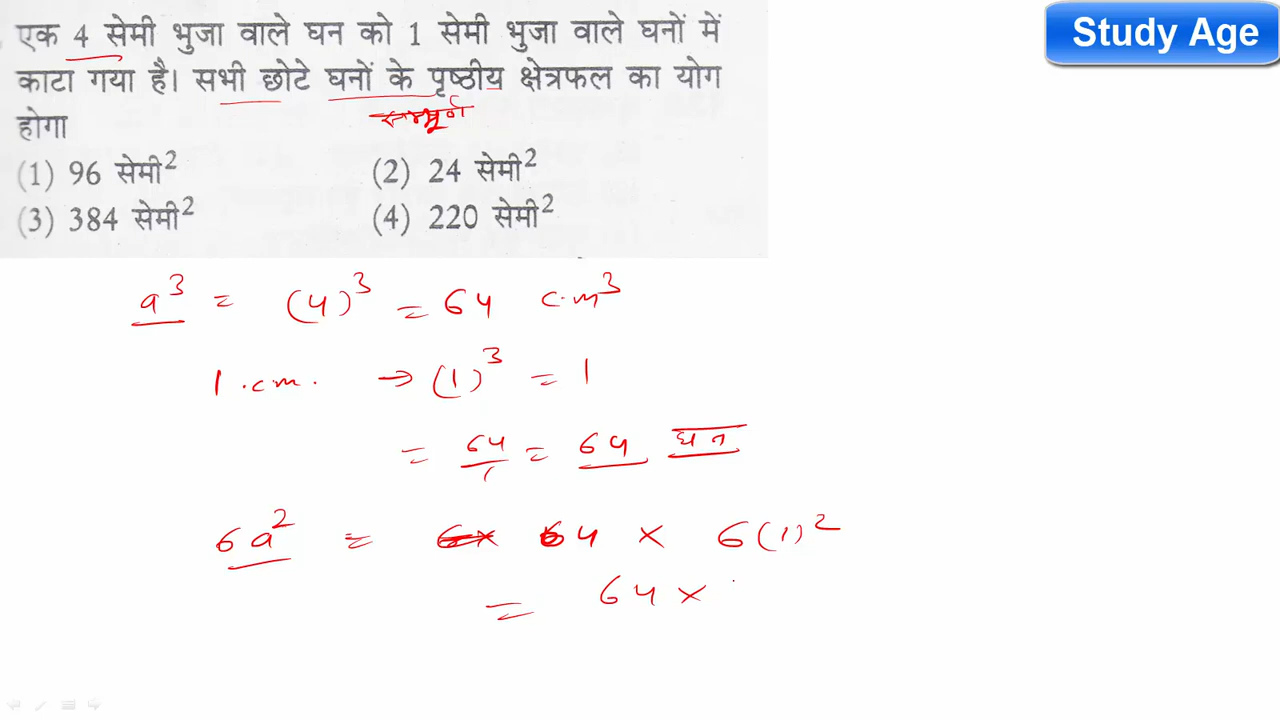 एक 4 सेमी भुजा वाले घन को 1 सेमी भुजा वाले घनों में
काटा गया है। सभी छोटे घनों के पृष्ठीय क्षेत्रफल का योग
सम्पूर्ण
होगा
(1) 96 सेमी² (2) 24 सेमी²
(3) 384 सेमी² (4) 220 सेमी²
Study Age
a³ = (4)³ = 64 c.m³
1.cm. → (1)³ = 1
= 64/1 = 64 घन
6a² = 64 × 6(1)²
= 64 ×